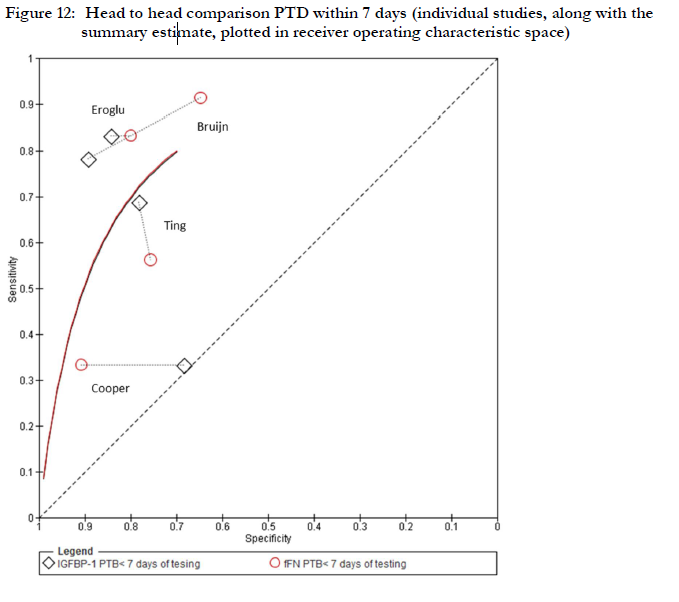 Figure 12: Head to head comparison PTD within 7 days (individual studies, along with the
summary estimate, plotted in receiver operating characteristic space)
1
0.9
Eroglu
Bruijn
0.8
0.7
Ting
0.6
Sensitivity
0.5
0.4
0.3
Cooper
0.2
0.1
0
1 0.9 0.8 0.7 0.6 0.5 0.4 0.3 0.2 0.1 0
Specificity
Legend
IGFBP-1 PTB< 7 days of tesing fFN PTB< 7 days of testing